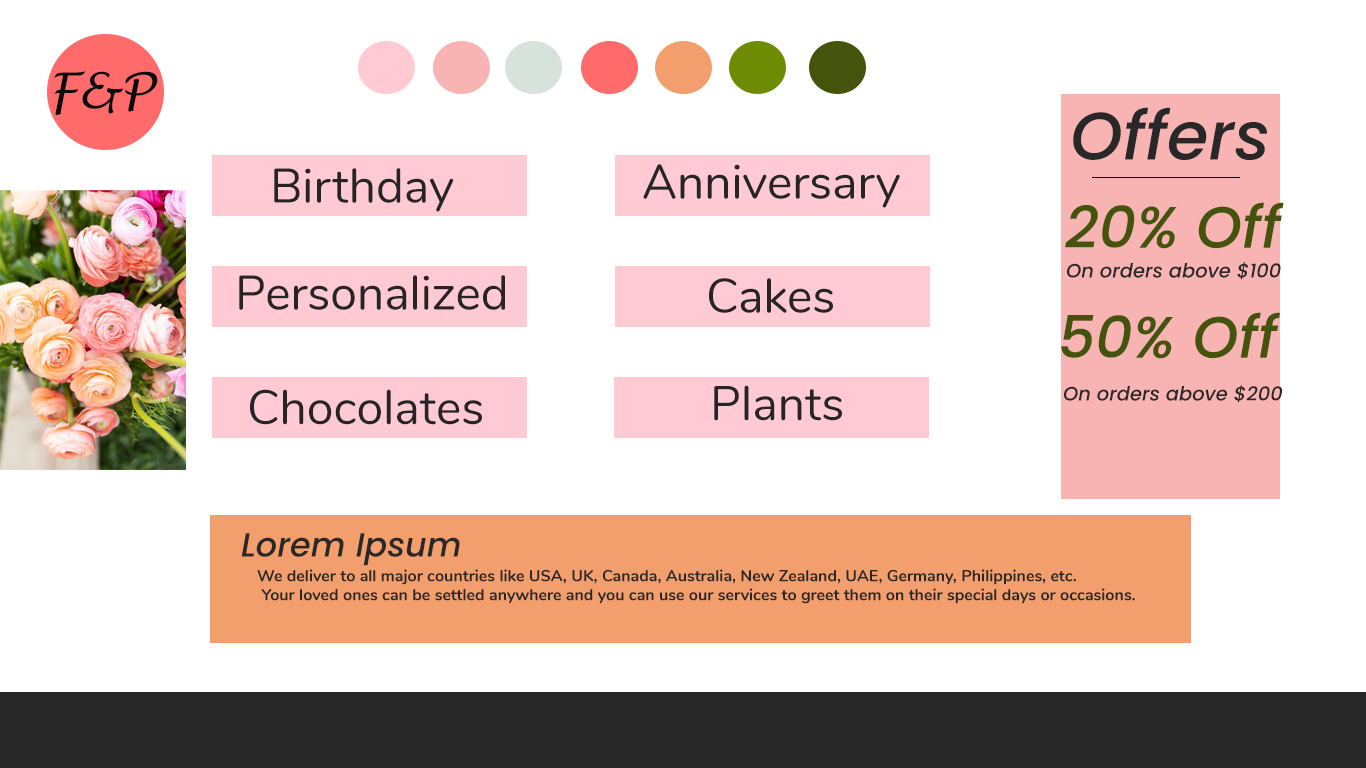 F&P
Birthday
Anniversary
Personalized
Cakes
Chocolates
Plants
Offers
20% Off
On orders above $100
50% Off
On orders above $200
Lorem Ipsum
We deliver to all major countries like USA, UK, Canada, Australia, New Zealand, UAE, Germany, Philippines, etc.
Your loved ones can be settled anywhere and you can use our services to greet them on their special days or occasions.